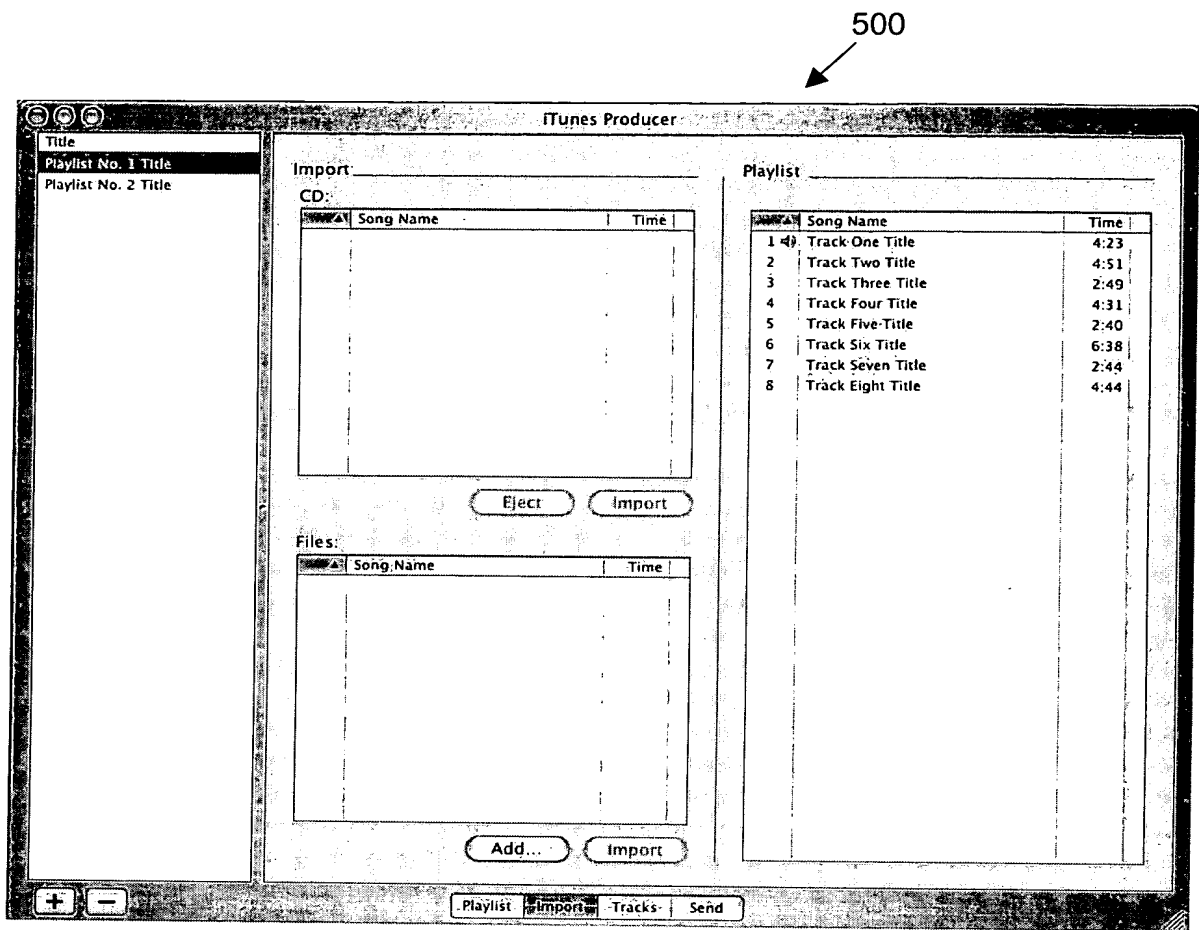 500
iTunes Producer
Title
Playlist No. 1 Title
Playlist No. 2 Title
Import
CD:
Song Name Time
Eject Import
Files:
Song Name Time
Add... Import
Playlist
Song Name Time
1 Track One Title 4:23
2 Track Two Title 4:51
3 Track Three Title 2:49
4 Track Four Title 4:31
5 Track Five Title 2:40
6 Track Six Title 6:38
7 Track Seven Title 2:44
8 Track Eight Title 4:44
+ −
Playlist Import Tracks Send